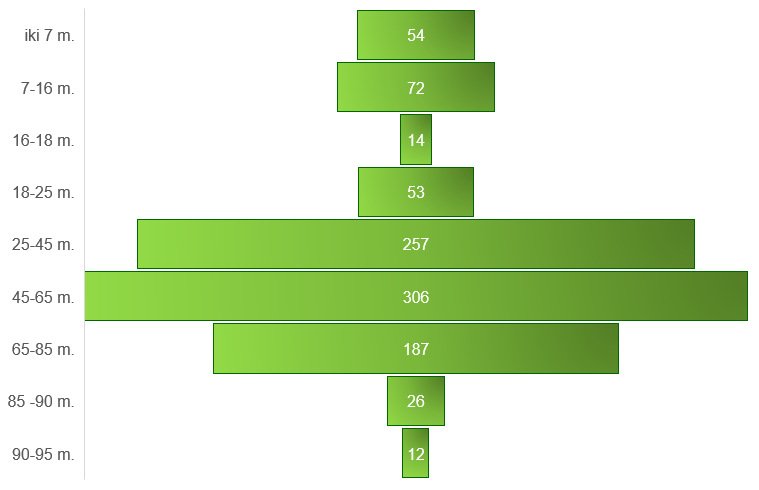 iki 7 m. 54
7-16 m. 72
16-18 m. 14
18-25 m. 53
25-45 m. 257
45-65 m. 306
65-85 m. 187
85 -90 m. 26
90-95 m. 12